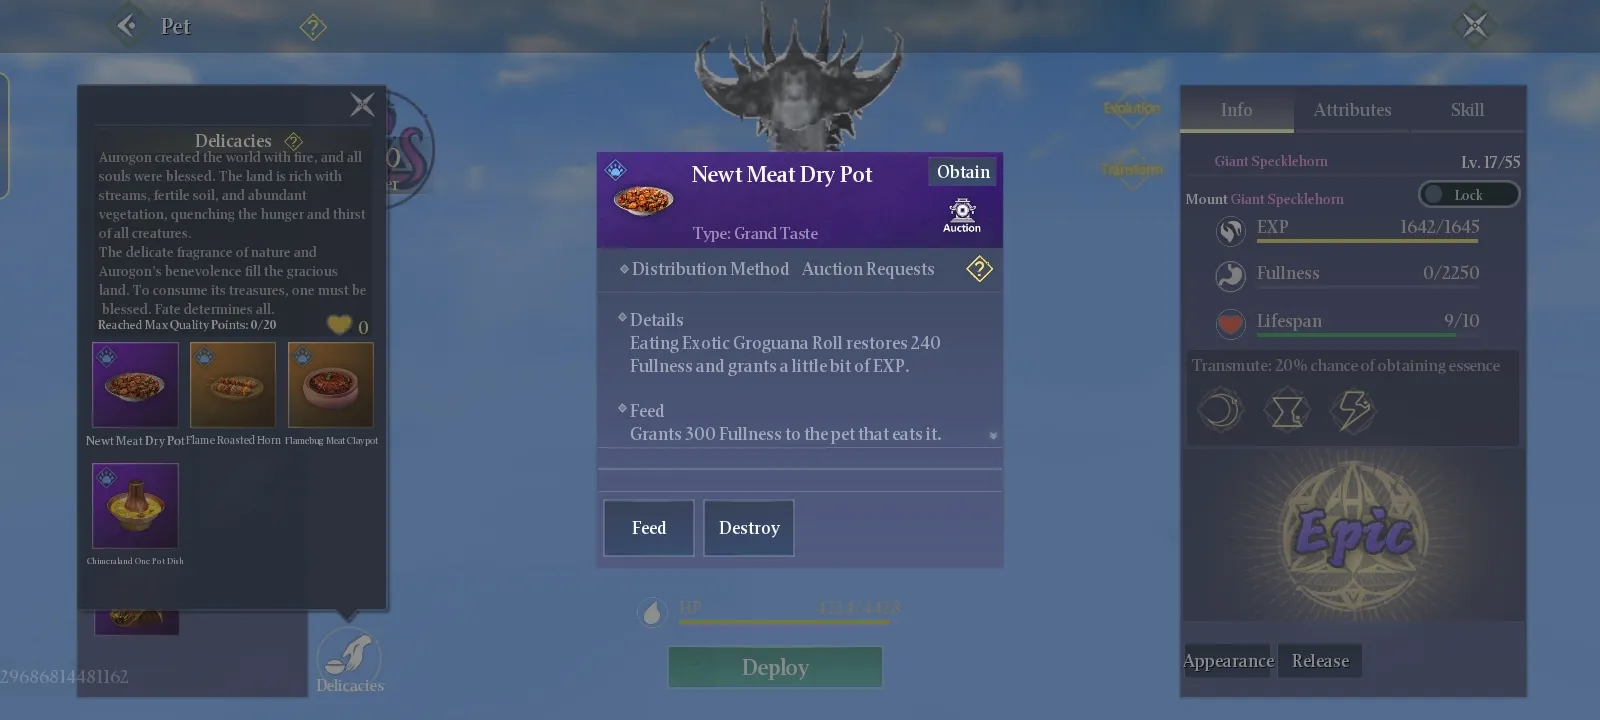 Pet
?
Delicacies ?
Aurogon created the world with fire, and all
souls were blessed. The land is rich with
streams, fertile soil, and abundant
vegetation, quenching the hunger and thirst
of all creatures.
The delicate fragrance of nature and
Aurogon's benevolence fill the gracious
land. To consume its treasures, one must be
blessed. Fate determines all.
Reached Max Quality Points: 0/20
0
Newt Meat Dry Pot
Flame Roasted Horn
Flamebug Meat Claypot
Chimeraland One Pot Dish
29686814481162
Delicacies
Newt Meat Dry Pot
Obtain
Type: Grand Taste
Auction
Distribution Method Auction Requests ?
Details
Eating Exotic Groguana Roll restores 240
Fullness and grants a little bit of EXP.
Feed
Grants 300 Fullness to the pet that eats it.
Feed
Destroy
HP
Deploy
Evolution
Transform
Info
Attributes
Skill
Giant Specklehorn
Lv. 17/55
Mount Giant Specklehorn
Lock
EXP 1642/1645
Fullness 0/2250
Lifespan 9/10
Transmute: 20% chance of obtaining essence
Epic
Appearance
Release